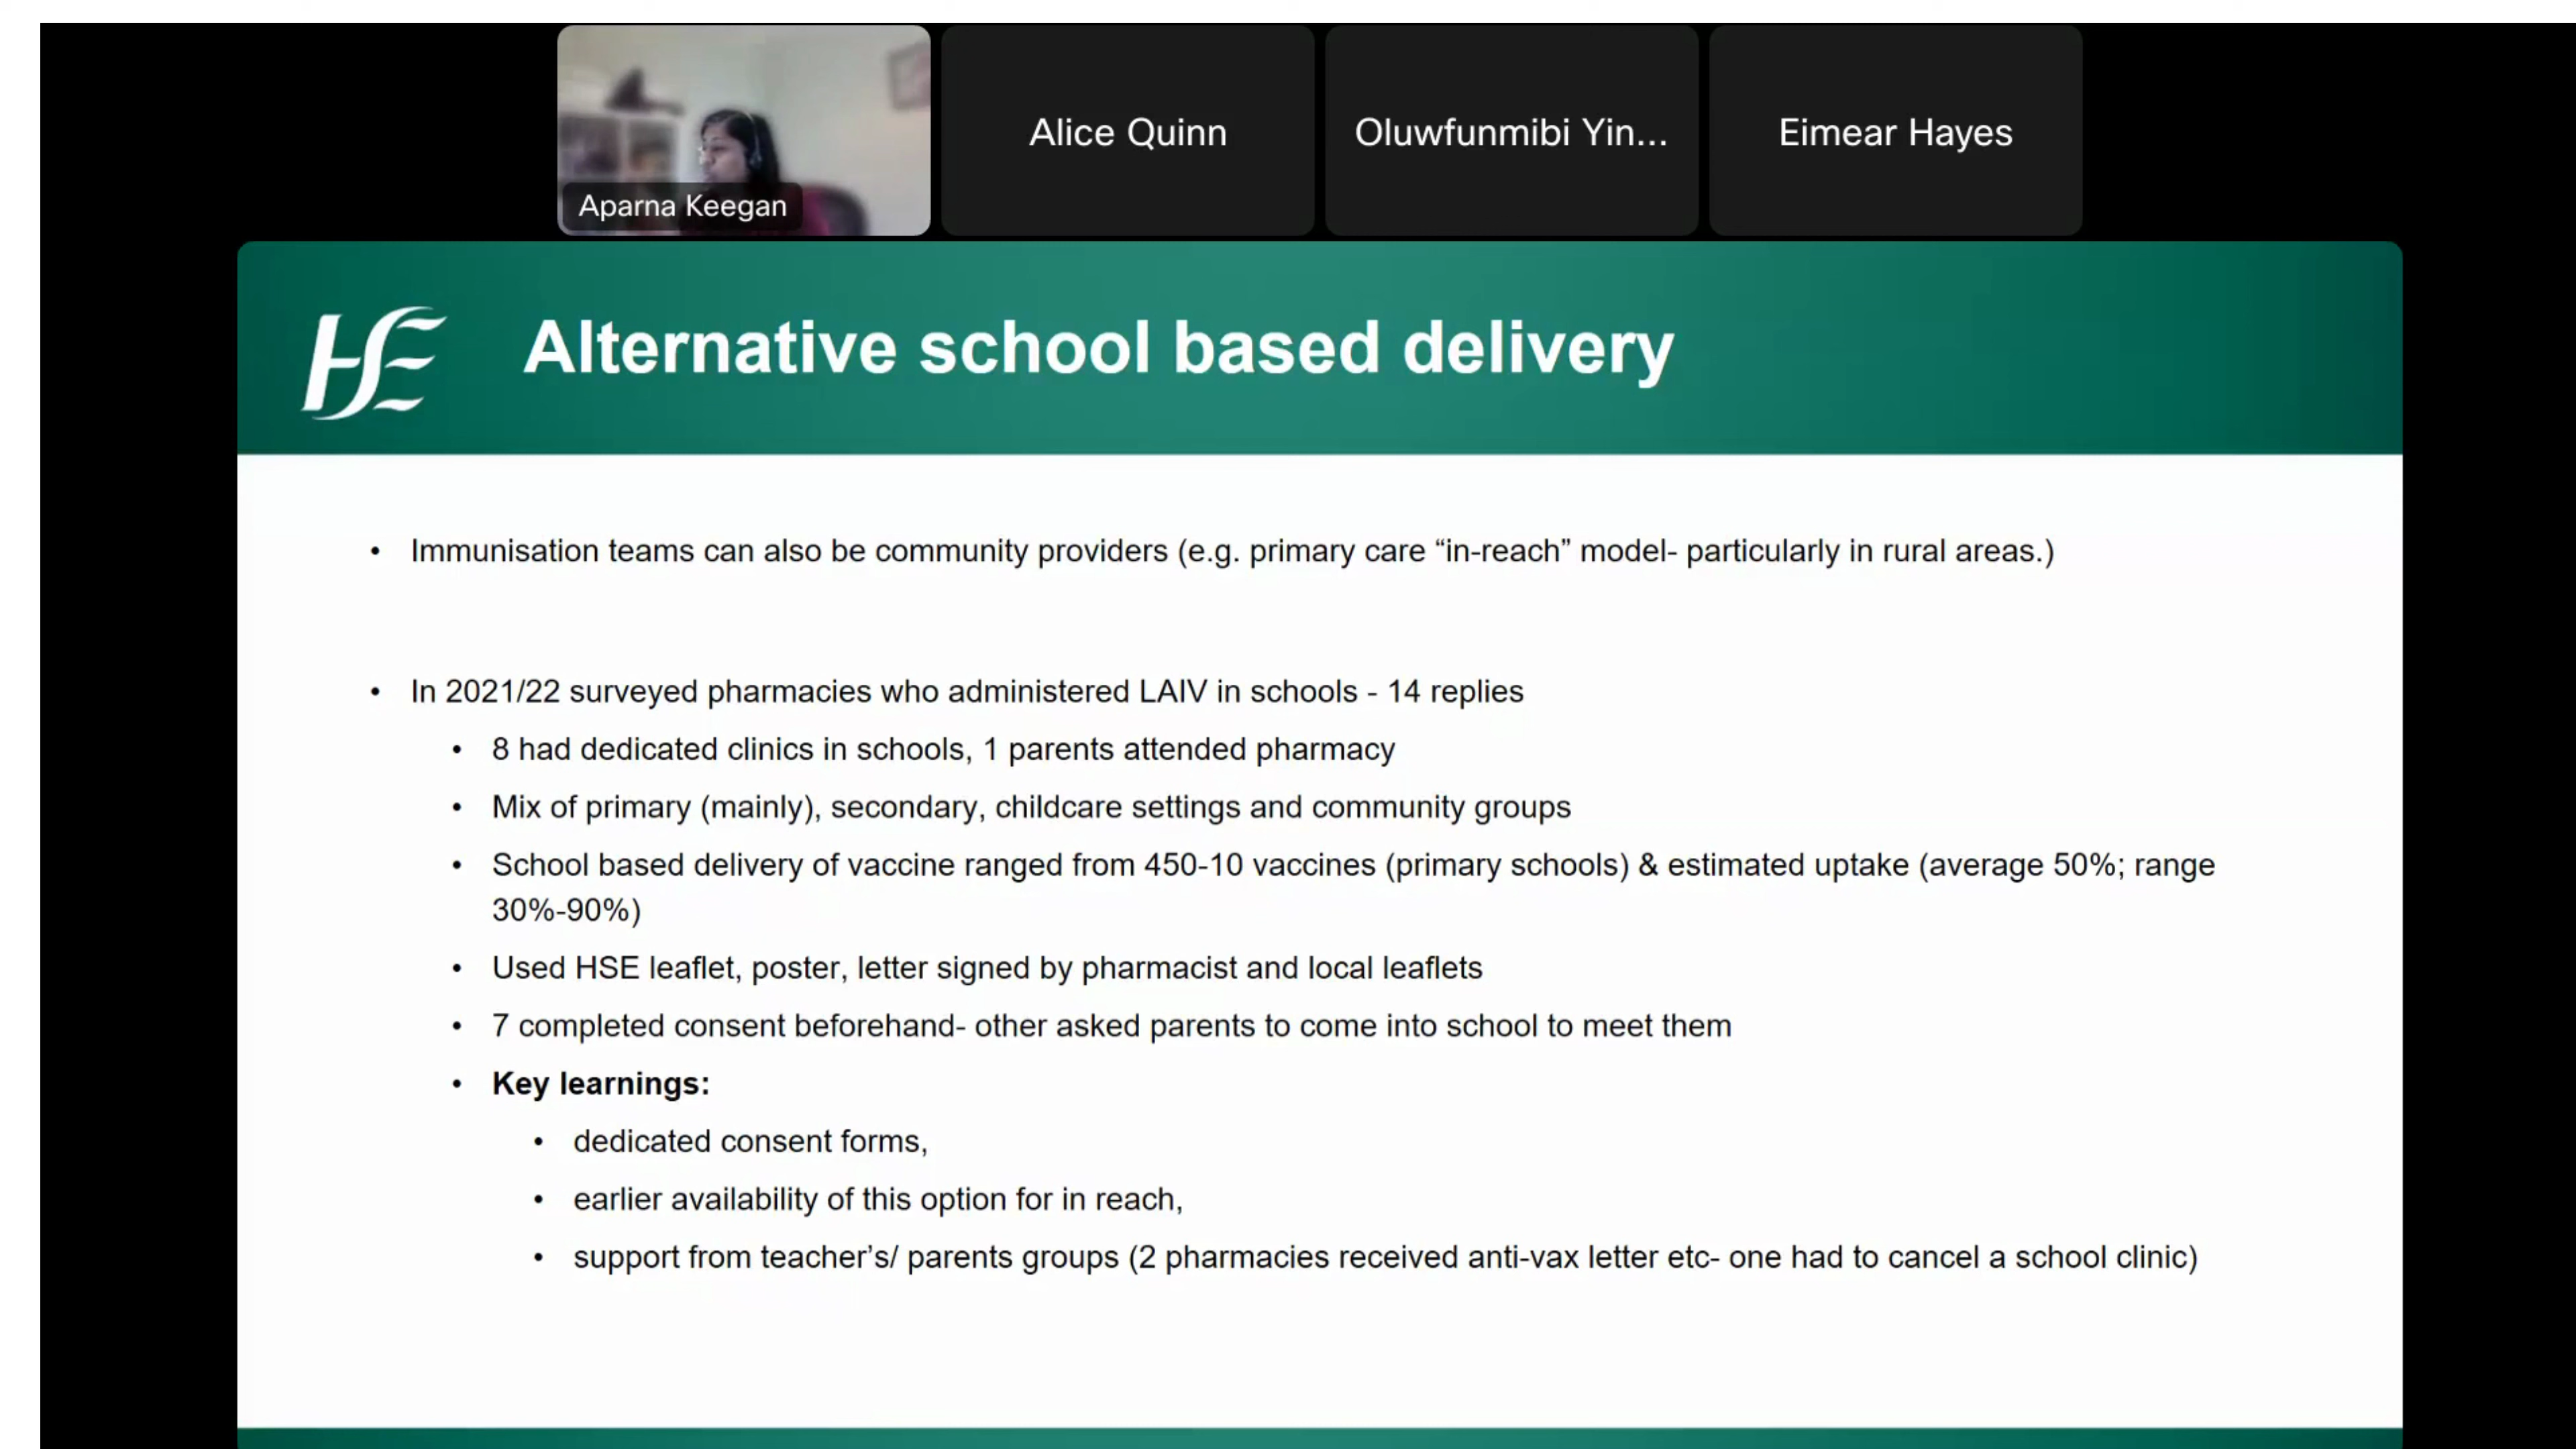 Aparna Keegan
Alice Quinn
Oluwfunmibi Yin...
Eimear Hayes
HSE
Alternative school based delivery
• Immunisation teams can also be community providers (e.g. primary care “in-reach” model- particularly in rural areas.)
• In 2021/22 surveyed pharmacies who administered LAIV in schools - 14 replies
• 8 had dedicated clinics in schools, 1 parents attended pharmacy
• Mix of primary (mainly), secondary, childcare settings and community groups
• School based delivery of vaccine ranged from 450-10 vaccines (primary schools) & estimated uptake (average 50%; range
30%-90%)
• Used HSE leaflet, poster, letter signed by pharmacist and local leaflets
• 7 completed consent beforehand- other asked parents to come into school to meet them
• Key learnings:
• dedicated consent forms,
• earlier availability of this option for in reach,
• support from teacher’s/ parents groups (2 pharmacies received anti-vax letter etc- one had to cancel a school clinic)